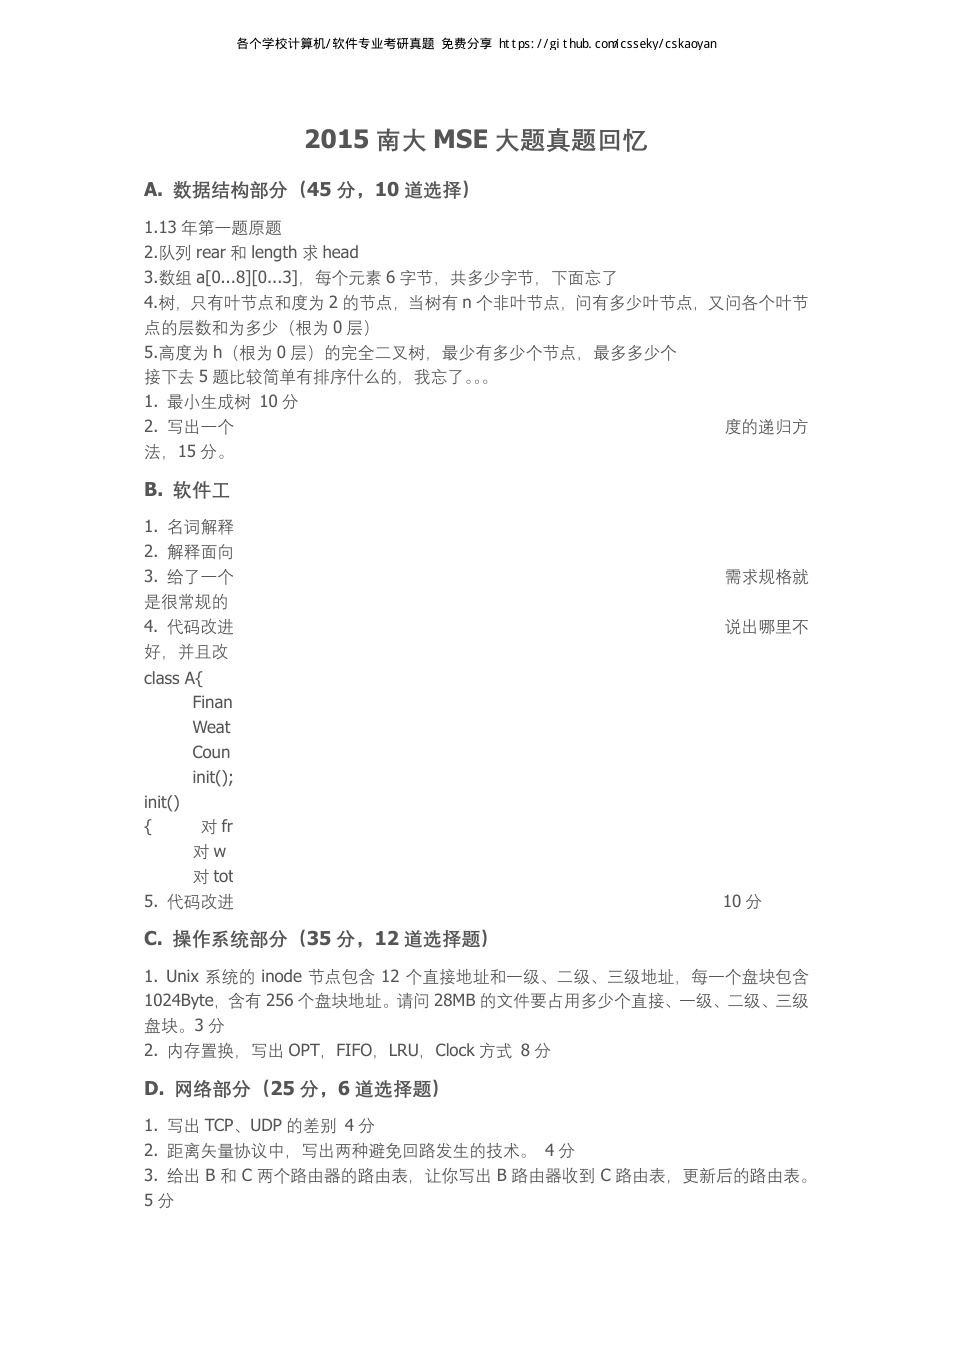 各个学校计算机/软件专业考研真题 免费分享 https://github.com/csseky/cskaoyan
2015 南大 MSE 大题真题回忆
A. 数据结构部分（45 分，10 道选择）
1.13 年第一题原题
2.队列 rear 和 length 求 head
3.数组 a[0...8][0...3]，每个元素 6 字节，共多少字节，下面忘了
4.树，只有叶节点和度为 2 的节点，当树有 n 个非叶节点，问有多少叶节点，又问各个叶节
点的层数和为多少（根为 0 层）
5.高度为 h（根为 0 层）的完全二叉树，最少有多少个节点，最多多少个
接下去 5 题比较简单有排序什么的，我忘了。。。
1. 最小生成树 10 分
2. 写出一个 度的递归方
法，15 分。
B. 软件工
1. 名词解释
2. 解释面向
3. 给了一个 需求规格就
是很常规的
4. 代码改进 说出哪里不
好，并且改
class A{
Finan
Weat
Coun
init();
init()
{ 对 fr
对 w
对 tot
5. 代码改进 10 分
C. 操作系统部分（35 分，12 道选择题）
1. Unix 系统的 inode 节点包含 12 个直接地址和一级、二级、三级地址，每一个盘块包含
1024Byte，含有 256 个盘块地址。请问 28MB 的文件要占用多少个直接、一级、二级、三级
盘块。3 分
2. 内存置换，写出 OPT，FIFO，LRU，Clock 方式 8 分
D. 网络部分（25 分，6 道选择题）
1. 写出 TCP、UDP 的差别 4 分
2. 距离矢量协议中，写出两种避免回路发生的技术。 4 分
3. 给出 B 和 C 两个路由器的路由表，让你写出 B 路由器收到 C 路由表，更新后的路由表。
5 分